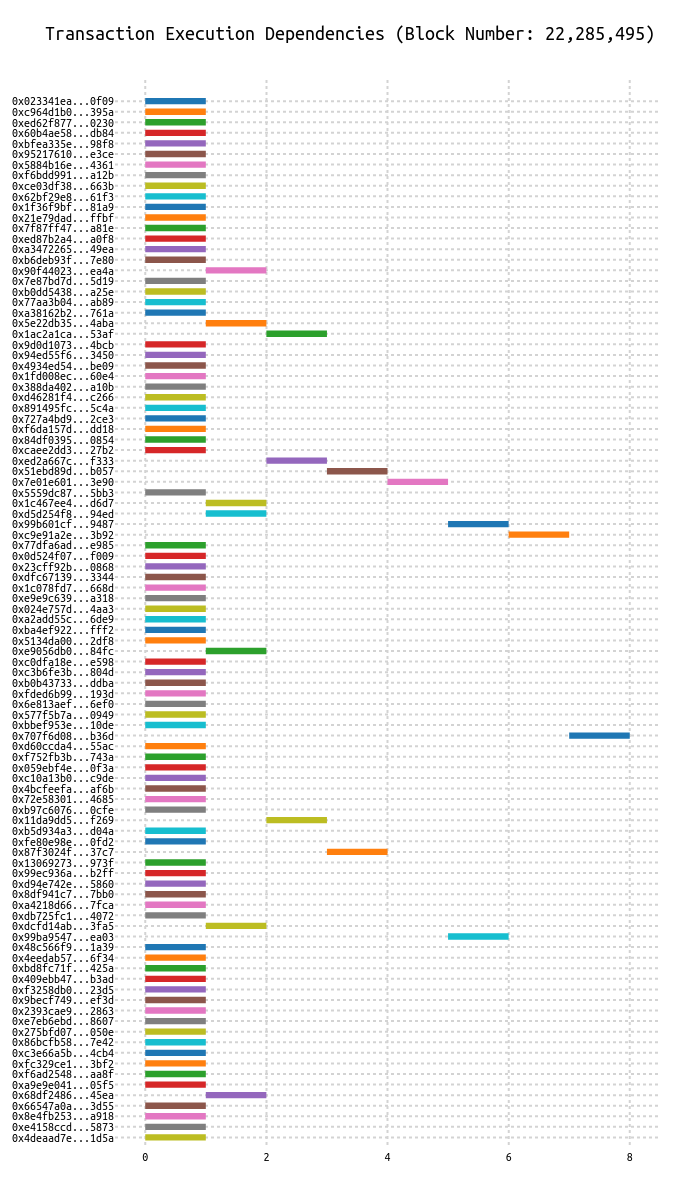 Transaction Execution Dependencies (Block Number: 22,285,495)
0x023341ea...0f09
0xc964d1b0...395a
0xed62f877...0230
0x60b4ae58...db84
0xbfea335e...98f8
0x95217610...e3ce
0x5884b16e...4361
0xf6bdd991...a12b
0xce03df38...663b
0x62bf29e8...61f3
0x1f36f9bf...81a9
0x21e79dad...ffbf
0x7f87ff47...a81e
0xed87b2a4...a0f8
0xa3472265...49ea
0xb6deb93f...7e80
0x90f44023...ea4a
0x7e87bd7d...5d19
0xb0dd5438...a25e
0x77aa3b04...ab89
0xa38162b2...761a
0x5e22db35...4aba
0x1ac2a1ca...53af
0x9d0d1073...4bcb
0x94ed55f6...3450
0x4934ed54...be09
0x1fd008ec...60e4
0x388da402...a10b
0xd46281f4...c266
0x891495fc...5c4a
0x727a4bd9...2ce3
0xf6da157d...dd18
0x84df0395...0854
0xcaee2dd3...27b2
0xed2a667c...f333
0x51ebd89d...b057
0x7e01e601...3e90
0x5559dc87...5bb3
0x1c467ee4...d6d7
0xd5d254f8...94ed
0x99b601cf...9487
0xc9e91a2e...3b92
0x77dfa6ad...e985
0x0d524f07...f009
0x23cff92b...0868
0xdfc67139...3344
0x1c078fd7...668d
0xe9e9c639...a318
0x024e757d...4aa3
0xa2add55c...6de9
0xba4ef922...fff2
0x5134da00...2df8
0xe9056db0...84fc
0xc0dfa18e...e598
0xc3b6fe3b...804d
0xb0b43733...ddba
0xfded6b99...193d
0x6e813aef...6ef0
0x577f5b7a...0949
0xbbef953e...10de
0x707f6d08...b36d
0xd60ccda4...55ac
0xf752fb3b...743a
0x059ebf4e...0f3a
0xc10a13b0...c9de
0x4bcfeefa...af6b
0x72e58301...4685
0xb97c6076...0cfe
0x11da9dd5...f269
0xb5d934a3...d04a
0xfe80e98e...0fd2
0x87f3024f...37c7
0x13069273...973f
0x99ec936a...b2ff
0xd94e742e...5860
0x8df941c7...7bb0
0xa4218d66...7fca
0xdb725fc1...4072
0xdcfd14ab...3fa5
0x99ba9547...ea03
0x48c566f9...1a39
0x4eedab57...6f34
0xbd8fc71f...425a
0x409ebb47...b3ad
0xf3258db0...23d5
0x9becf749...ef3d
0x2393cae9...2863
0xe7eb6ebd...8607
0x275bfd07...050e
0x86bcfb58...7e42
0xc3e66a5b...4cb4
0xfc329ce1...3bf2
0xf6ad2548...aa8f
0xa9e9e041...05f5
0x68df2486...45ea
0x66547a0a...3d55
0x8e4fb253...a918
0xe4158ccd...5873
0x4deaad7e...1d5a
0 2 4 6 8